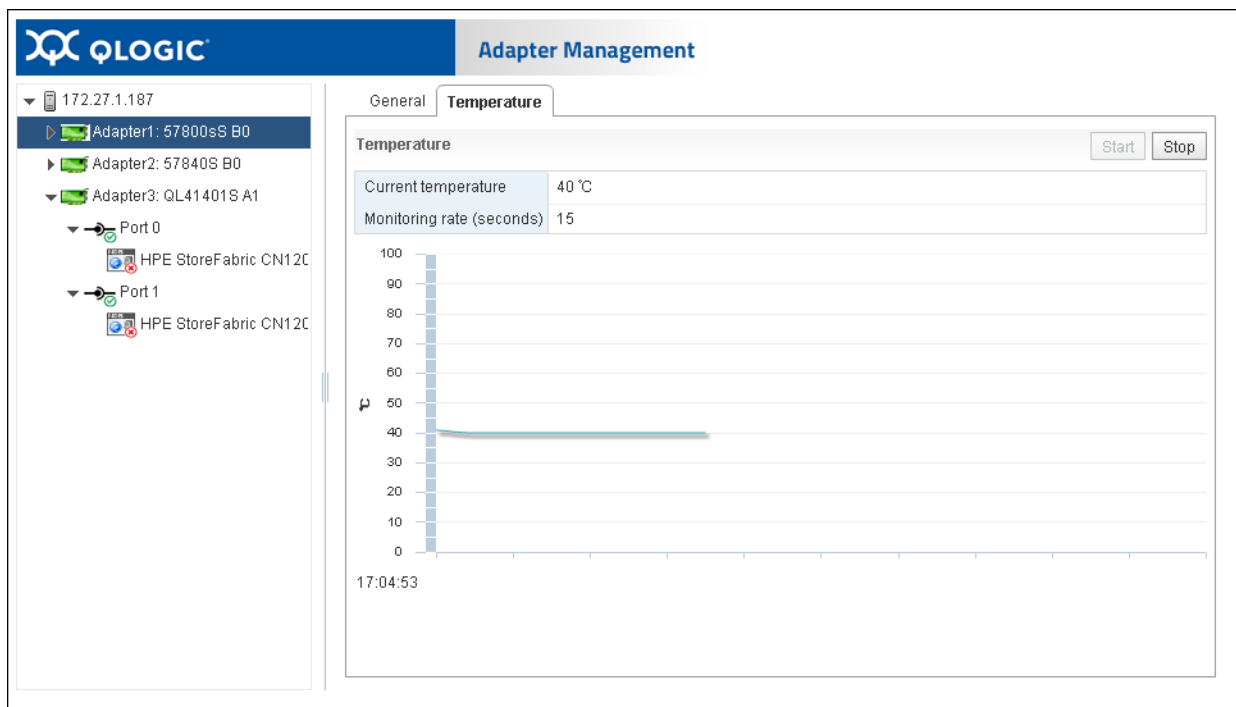 QLOGIC
Adapter Management
172.27.1.187
Adapter1: 57800sS B0
Adapter2: 57840S B0
Adapter3: QL41401S A1
Port 0
HPE StoreFabric CN120
Port 1
HPE StoreFabric CN120
General
Temperature
Temperature
Start
Stop
Current temperature 40 ℃
Monitoring rate (seconds) 15
100
90
80
70
60
℃
50
40
30
20
10
0
17:04:53